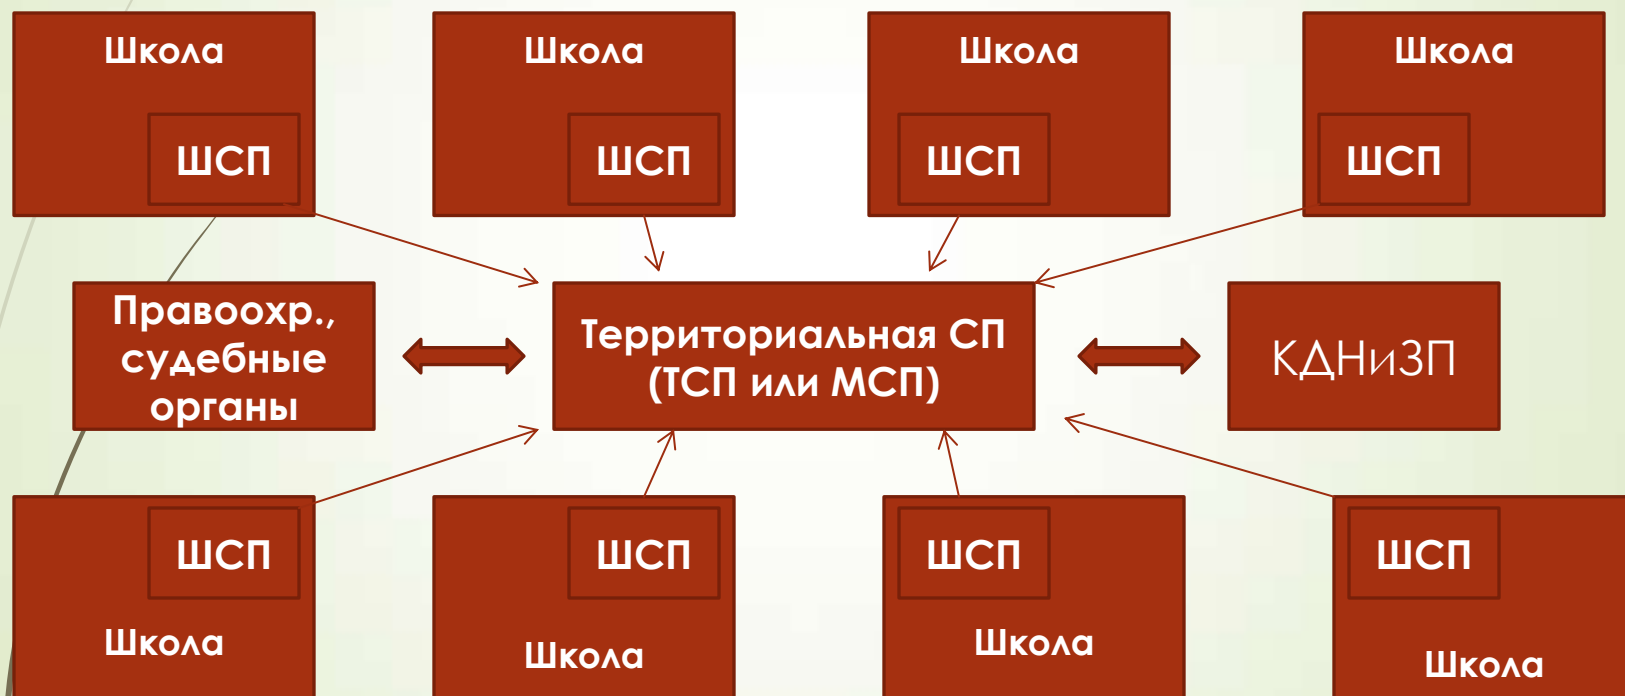 Школа
Школа
Школа
Школа
ШСП
ШСП
ШСП
ШСП
Правоохр.,
судебные
органы
Территориальная СП
(ТСП или МСП)
КДНиЗП
ШСП
ШСП
ШСП
ШСП
Школа
Школа
Школа
Школа